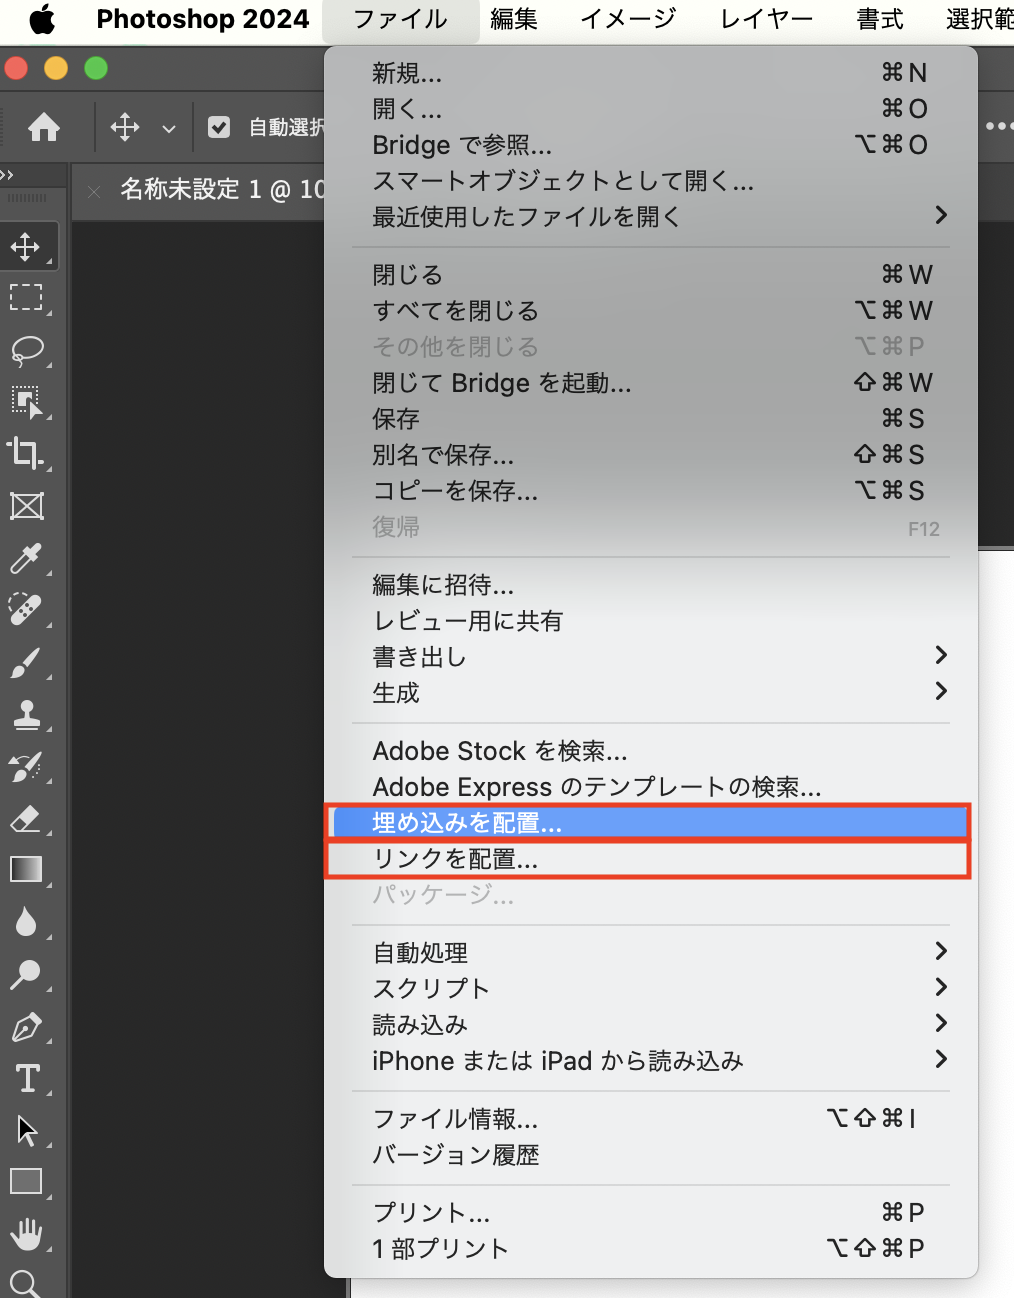 Photoshop 2024 ファイル 編集 イメージ レイヤー 書式 選択範
自動選択
名称未設定 1 @ 10
新規... ⌘N
開く... ⌘O
Bridge で参照... ⌥⌘O
スマートオブジェクトとして開く...
最近使用したファイルを開く
閉じる ⌘W
すべてを閉じる ⌥⌘W
その他を閉じる ⌥⌘P
閉じて Bridge を起動... ⇧⌘W
保存 ⌘S
別名で保存... ⇧⌘S
コピーを保存... ⌥⌘S
復帰 F12
編集に招待...
レビュー用に共有
書き出し
生成
Adobe Stock を検索...
Adobe Express のテンプレートの検索...
埋め込みを配置...
リンクを配置...
パッケージ...
自動処理
スクリプト
読み込み
iPhone または iPad から読み込み
ファイル情報... ⌥⇧⌘I
バージョン履歴
プリント... ⌘P
1 部プリント ⌥⇧⌘P